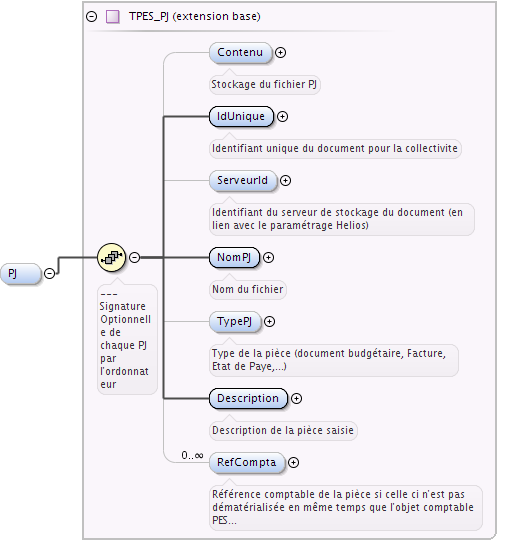 TPES_PJ (extension base)
Contenu
Stockage du fichier PJ
IdUnique
Identifiant unique du document pour la collectivite
ServeurId
Identifiant du serveur de stockage du document (en
lien avec le paramétrage Helios)
PJ
---
Signature
Optionnell
e de
chaque PJ
par
l'ordonnat
eur
NomPJ
Nom du fichier
TypePJ
Type de la pièce (document budgétaire, Facture,
Etat de Paye,...)
Description
Description de la pièce saisie
0..∞
RefCompta
Référence comptable de la pièce si celle ci n'est pas
dématérialisée en même temps que l'objet comptable
PES...